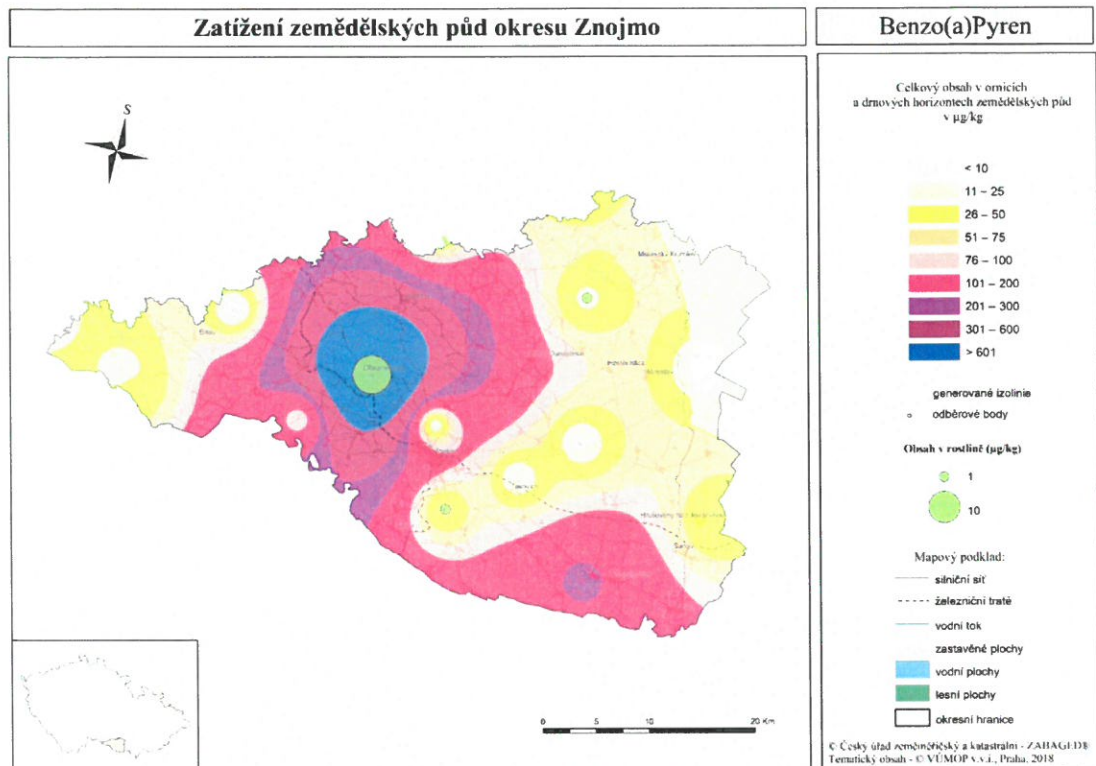 Zatížení zemědělských půd okresu Znojmo
Benzo(a)Pyren
S
Celkový obsah v ornicích
a drnových horizontech zemědělských půd
v µg/kg
< 10
11 – 25
26 – 50
51 – 75
76 – 100
101 – 200
201 – 300
301 – 600
> 601
generované izolinie
odběrové body
Obsah v rostlině (µg/kg)
1
10
Mapový podklad:
silniční síť
železniční tratě
vodní tok
zastavěné plochy
vodní plochy
lesní plochy
okresní hranice
0 5 10 20 Km
© Český úřad zeměměřičský a katastrální - ZABAGED®
Tematický obsah - © VÚMOP v.v.i., Praha, 2018